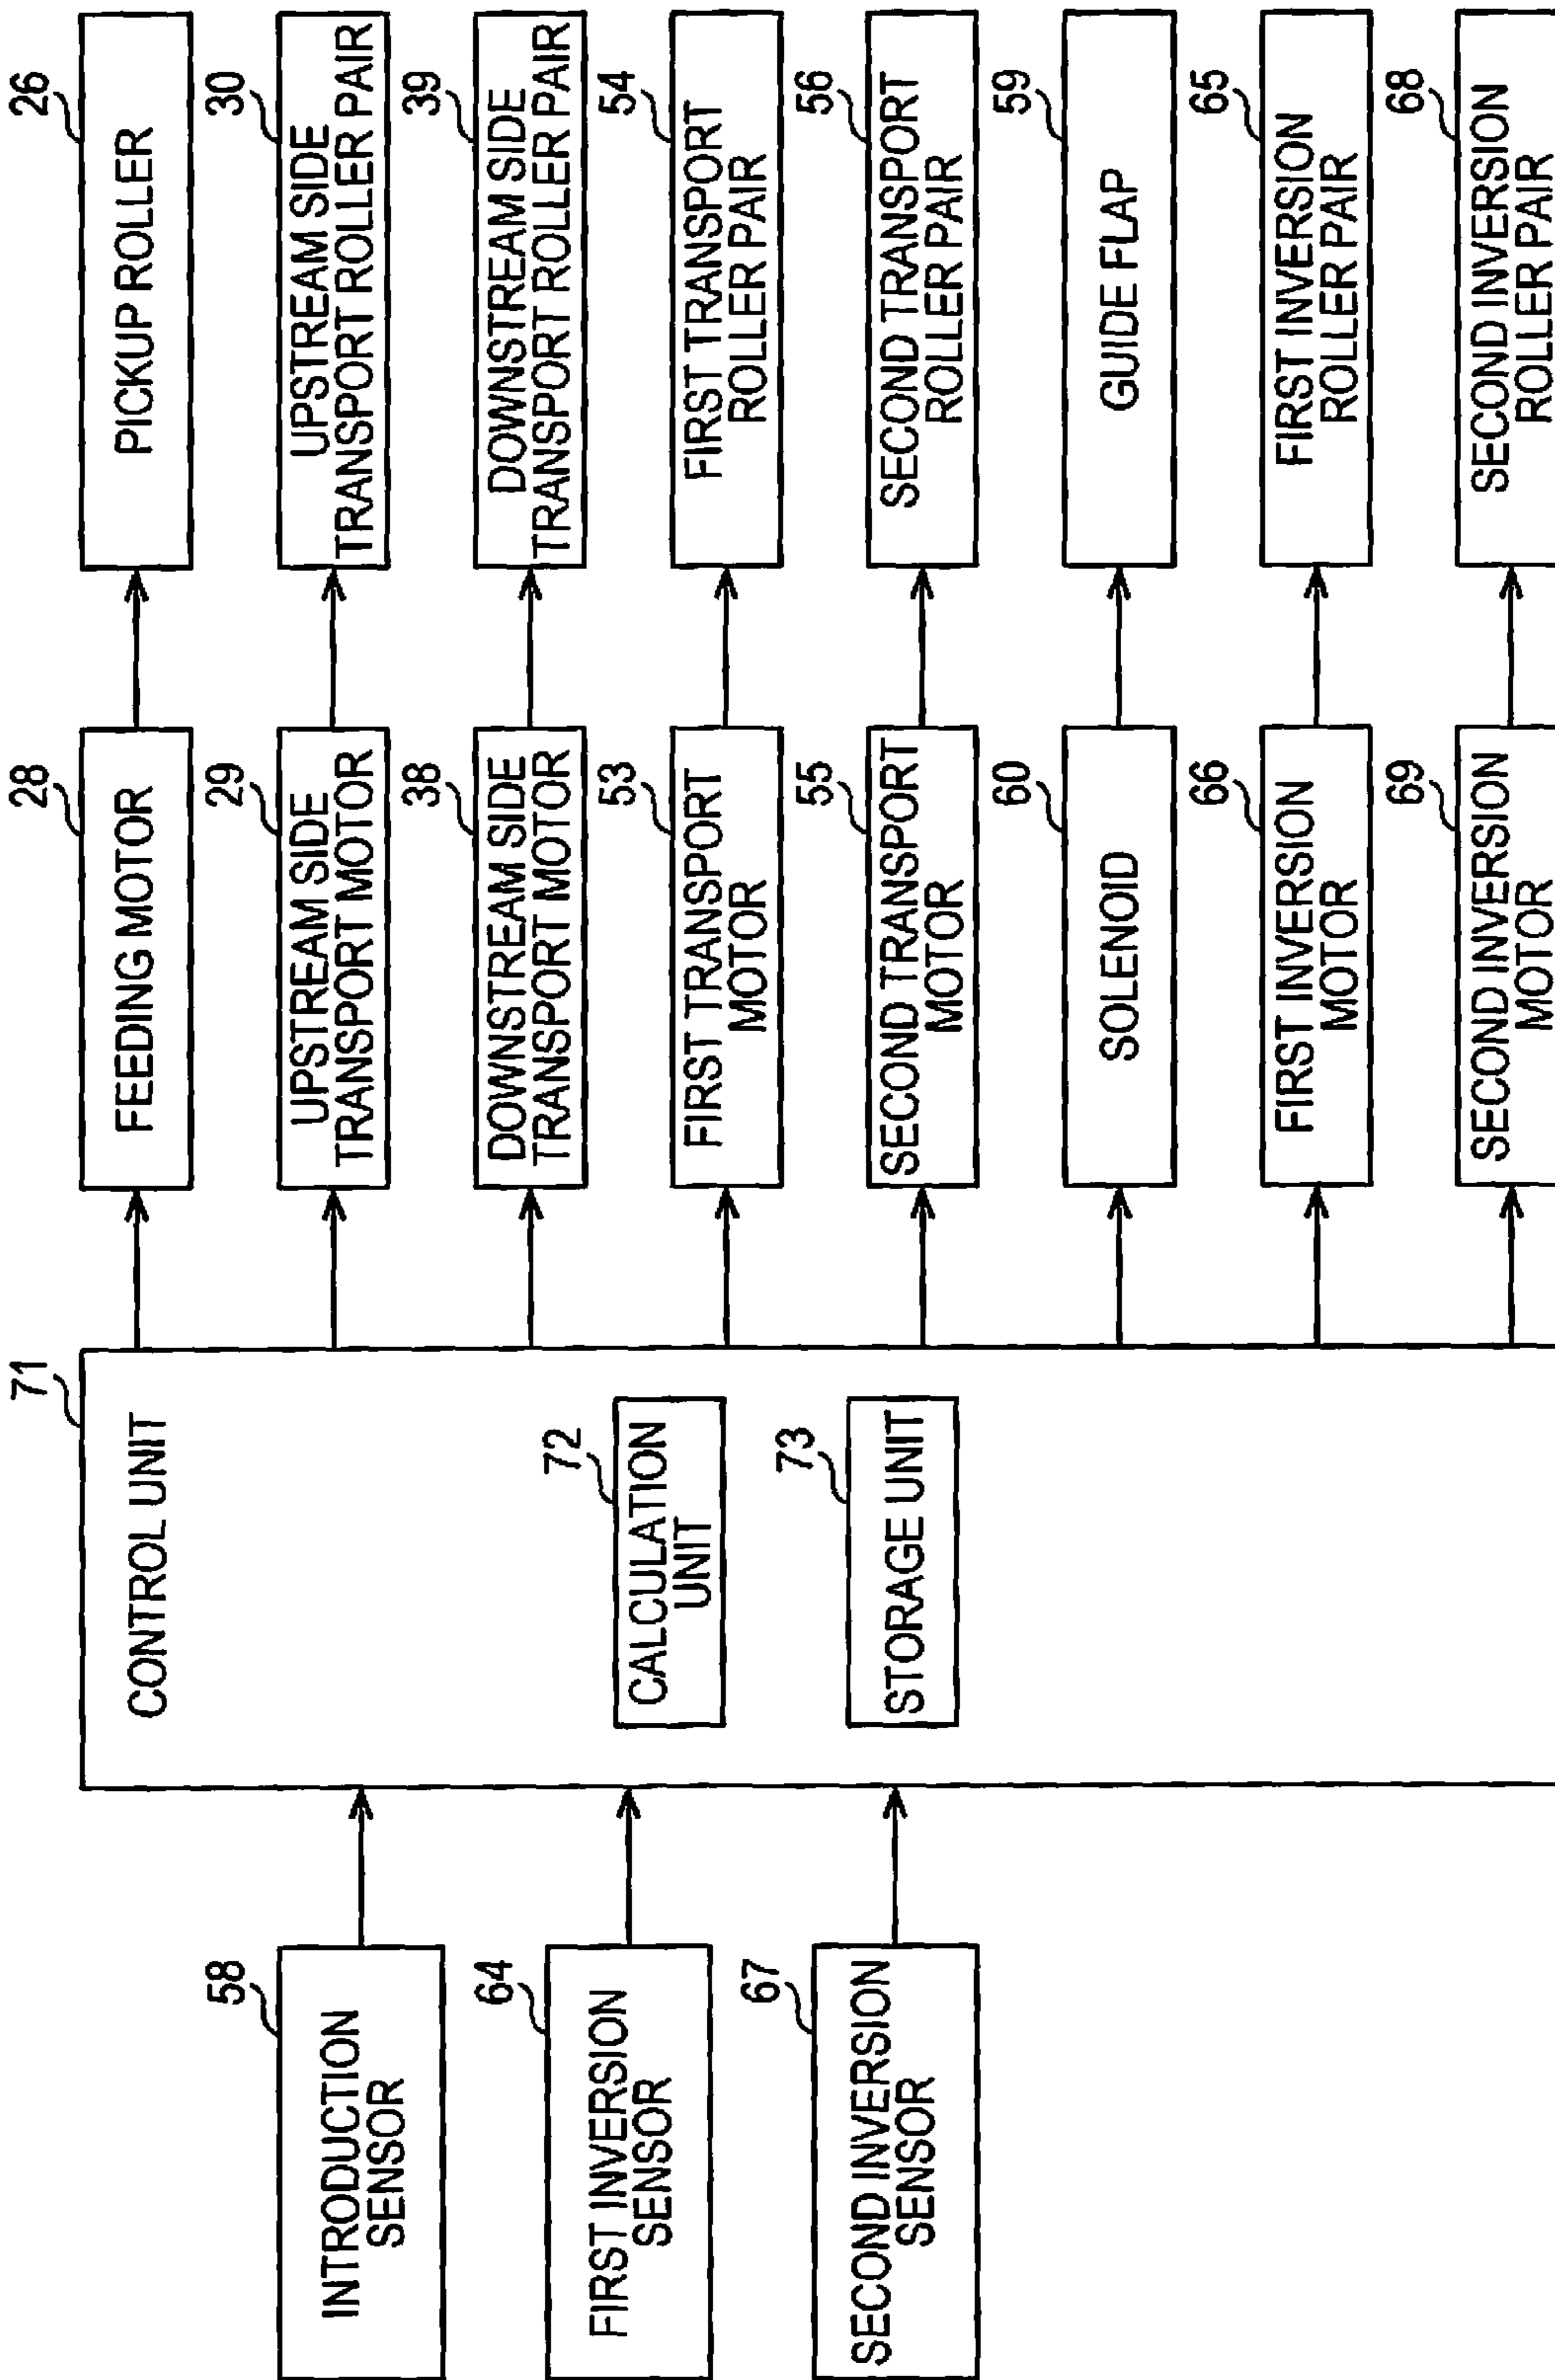 58
INTRODUCTION
SENSOR
64
FIRST INVERSION
SENSOR
67
SECOND INVERSION
SENSOR
71
CONTROL UNIT
72
CALCULATION
UNIT
73
STORAGE UNIT
28
FEEDING MOTOR
26
PICKUP ROLLER
29
UPSTREAM SIDE
TRANSPORT MOTOR
30
UPSTREAM SIDE
TRANSPORT ROLLER PAIR
38
DOWNSTREAM SIDE
TRANSPORT MOTOR
39
DOWNSTREAM SIDE
TRANSPORT ROLLER PAIR
53
FIRST TRANSPORT
MOTOR
54
FIRST TRANSPORT
ROLLER PAIR
55
SECOND TRANSPORT
MOTOR
56
SECOND TRANSPORT
ROLLER PAIR
60
SOLENOID
59
GUIDE FLAP
66
FIRST INVERSION
MOTOR
65
FIRST INVERSION
ROLLER PAIR
69
SECOND INVERSION
MOTOR
68
SECOND INVERSION
ROLLER PAIR